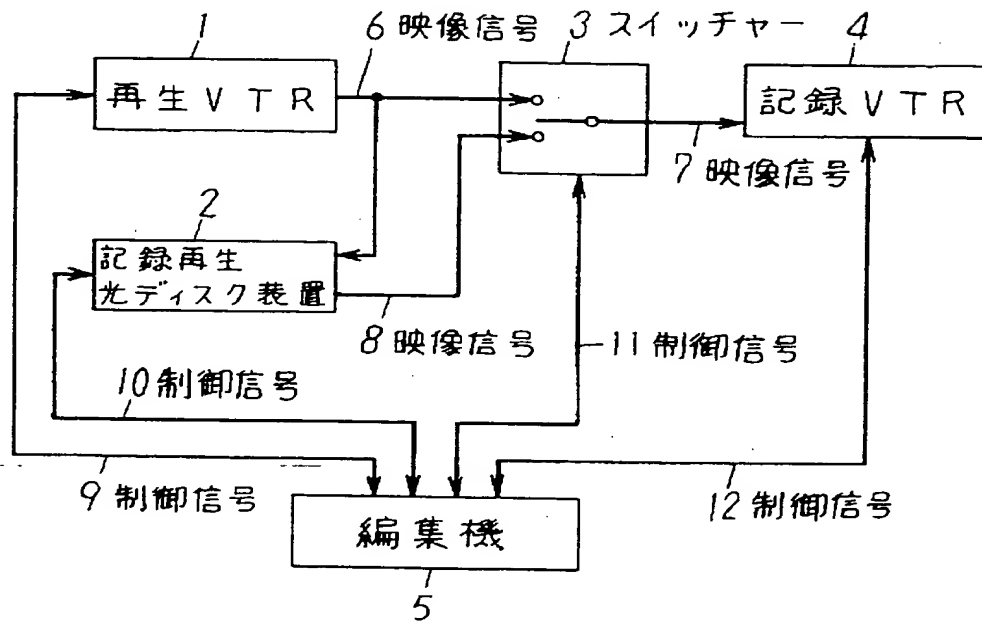 1
6 映像信号
3 スイッチャー
4
再生VTR
記録VTR
7 映像信号
2
記録再生
光ディスク装置
8 映像信号
11 制御信号
10 制御信号
9 制御信号
12 制御信号
編集機
5